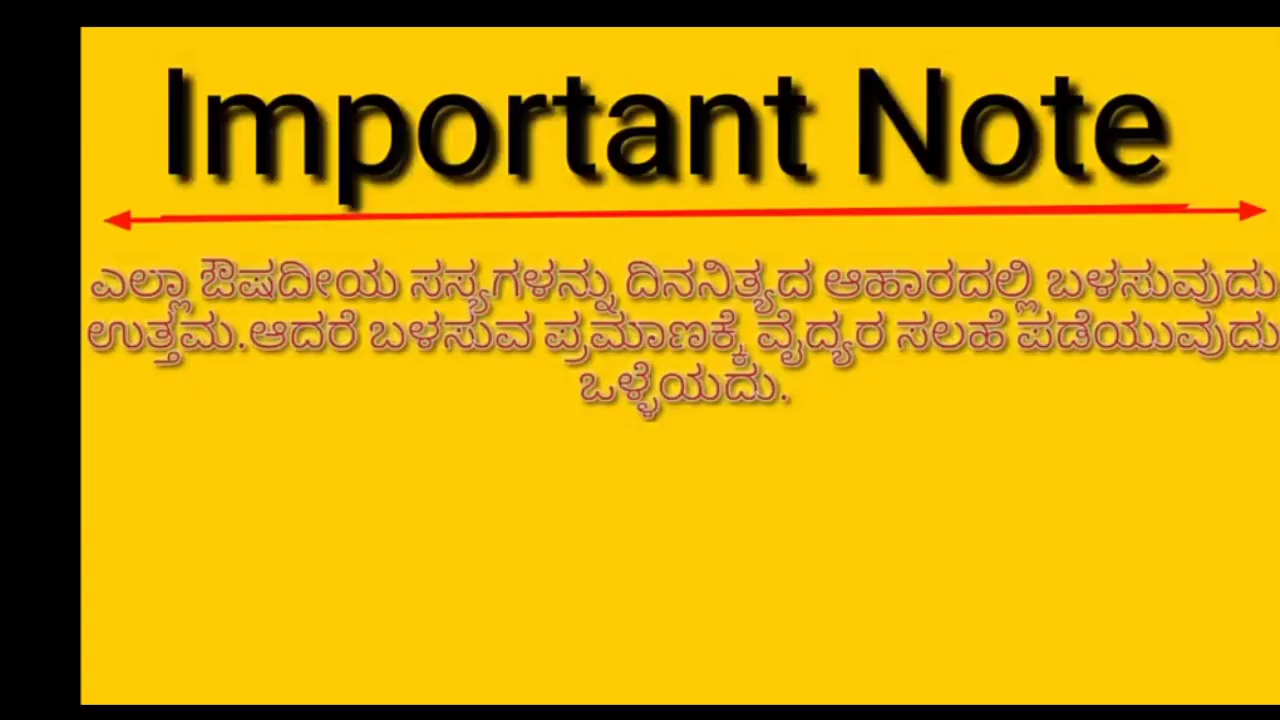 Important Note
ಎಲ್ಲಾ ಔಷದೀಯ ಸಸ್ಯಗಳನ್ನು ದಿನನಿತ್ಯದ ಆಹಾರದಲ್ಲಿ ಬಳಸುವುದು
ಉತ್ತಮ.ಆದರೆ ಬಳಸುವ ಪ್ರಮಾಣಕ್ಕೆ ವೈದ್ಯರ ಸಲಹೆ ಪಡೆಯುವುದು
ಒಳ್ಳೆಯದು.